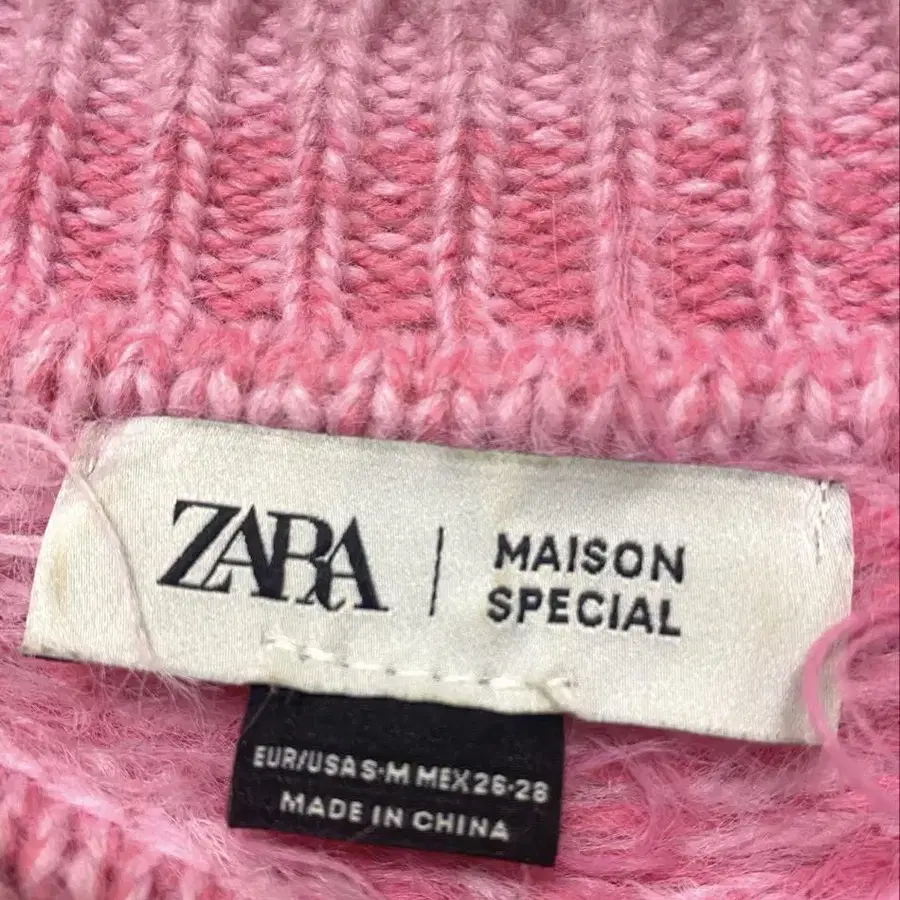 ZARA | MAISON
SPECIAL
EUR/USA S-M MEX 26-28
MADE IN CHINA